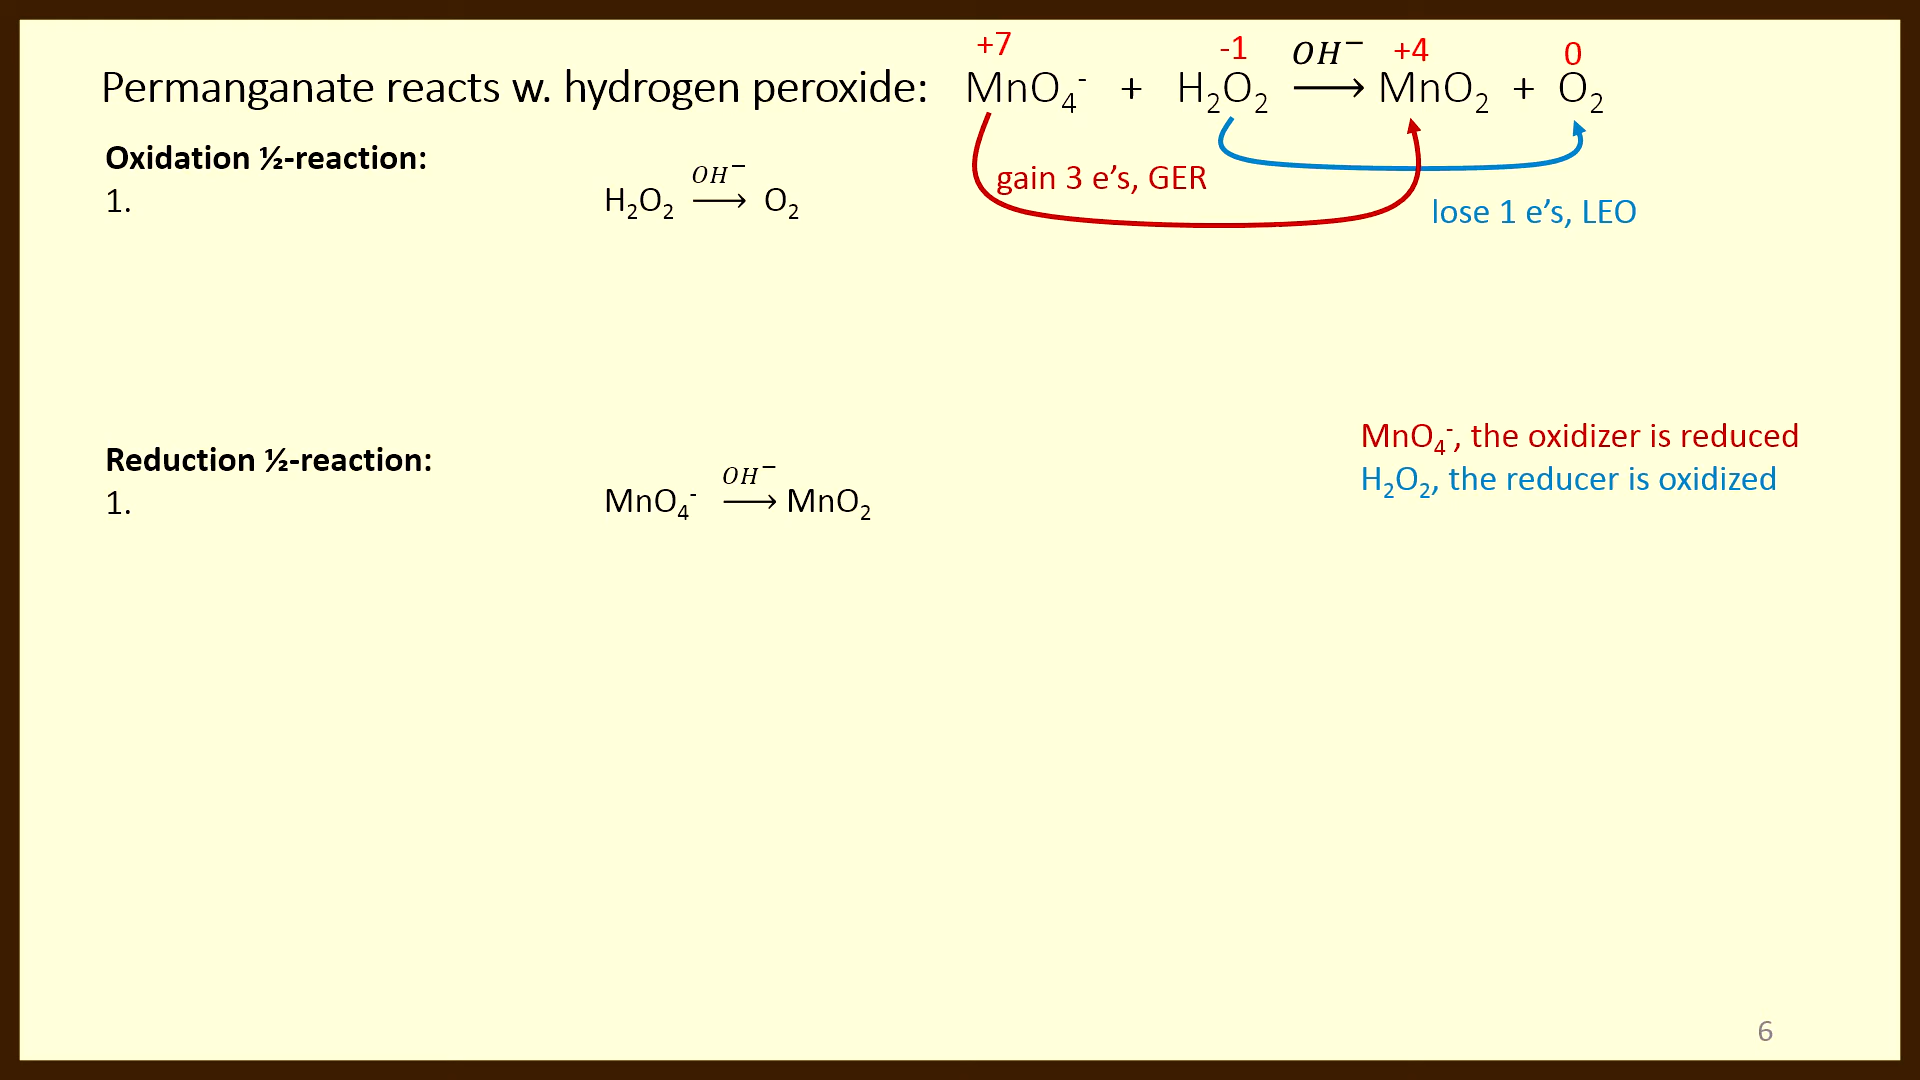 +7 -1 OH⁻ +4 0
Permanganate reacts w. hydrogen peroxide: MnO₄⁻ + H₂O₂ ⟶ MnO₂ + O₂
Oxidation ½-reaction:
gain 3 e’s, GER
1. H₂O₂ OH⁻ ⟶ O₂
lose 1 e’s, LEO
MnO₄⁻, the oxidizer is reduced
Reduction ½-reaction:
H₂O₂, the reducer is oxidized
1. MnO₄⁻ OH⁻ ⟶ MnO₂
6